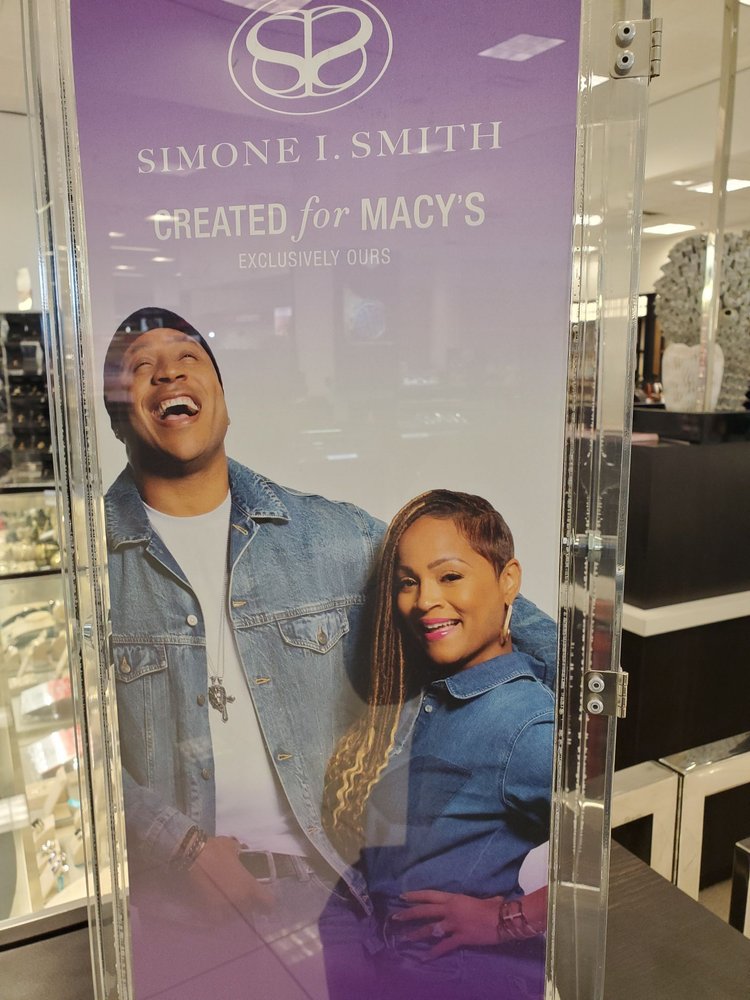 SIMONE I. SMITH
CREATED for MACY'S
EXCLUSIVELY OURS